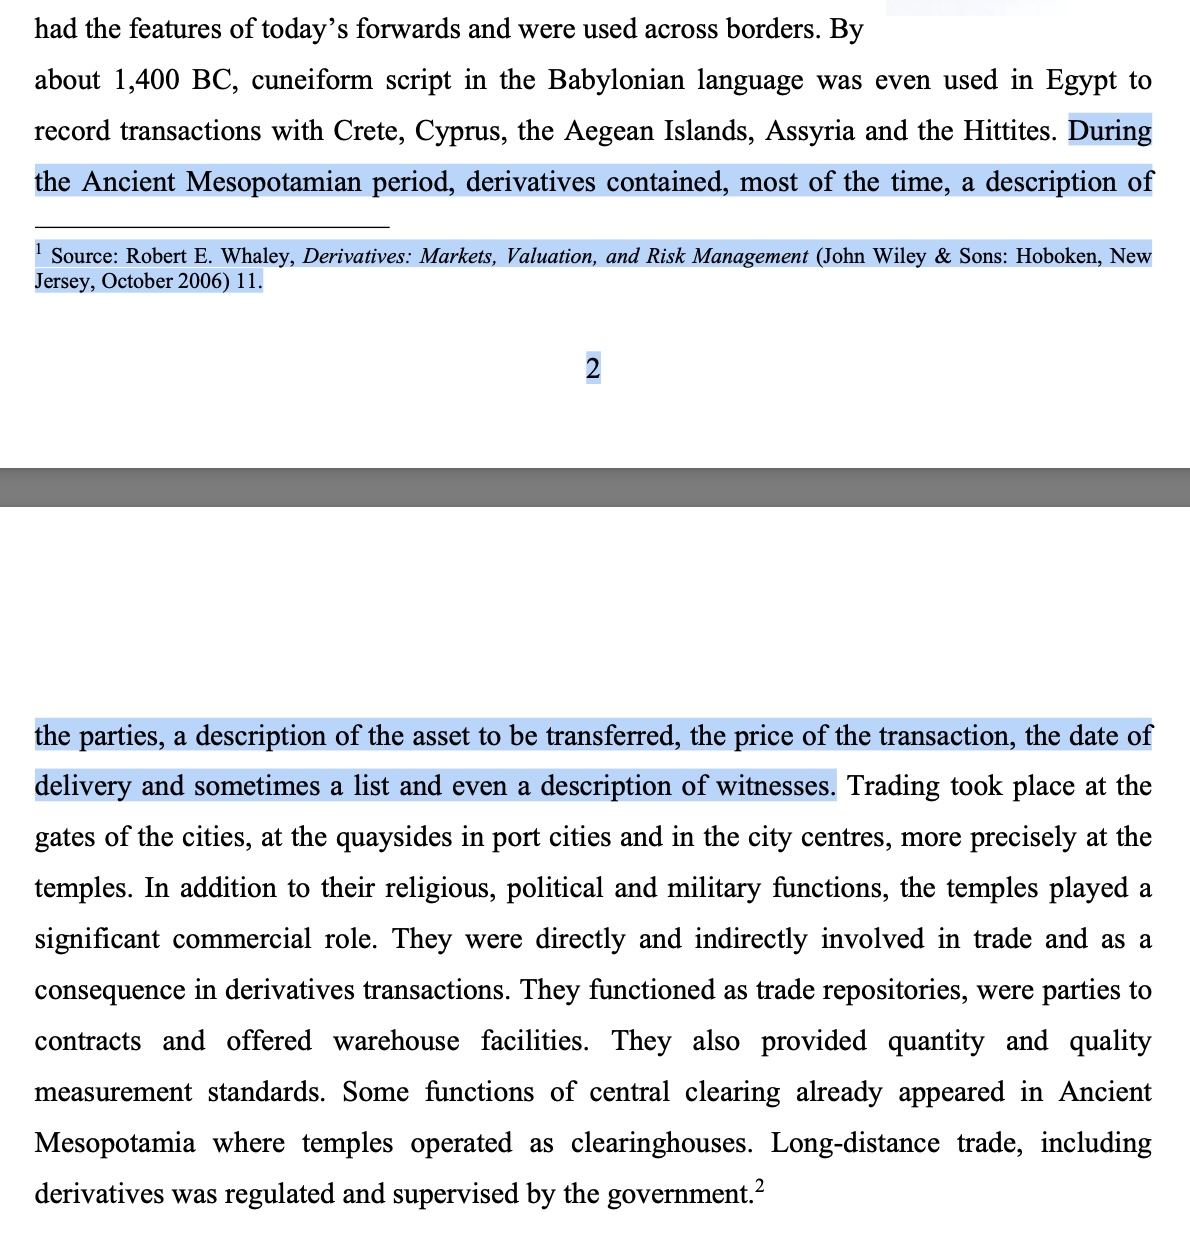 had the features of today’s forwards and were used across borders. By
about 1,400 BC, cuneiform script in the Babylonian language was even used in Egypt to
record transactions with Crete, Cyprus, the Aegean Islands, Assyria and the Hittites. During
the Ancient Mesopotamian period, derivatives contained, most of the time, a description of
1 Source: Robert E. Whaley, Derivatives: Markets, Valuation, and Risk Management (John Wiley & Sons: Hoboken, New
Jersey, October 2006) 11.
2
the parties, a description of the asset to be transferred, the price of the transaction, the date of
delivery and sometimes a list and even a description of witnesses. Trading took place at the
gates of the cities, at the quaysides in port cities and in the city centres, more precisely at the
temples. In addition to their religious, political and military functions, the temples played a
significant commercial role. They were directly and indirectly involved in trade and as a
consequence in derivatives transactions. They functioned as trade repositories, were parties to
contracts and offered warehouse facilities. They also provided quantity and quality
measurement standards. Some functions of central clearing already appeared in Ancient
Mesopotamia where temples operated as clearinghouses. Long-distance trade, including
derivatives was regulated and supervised by the government.2